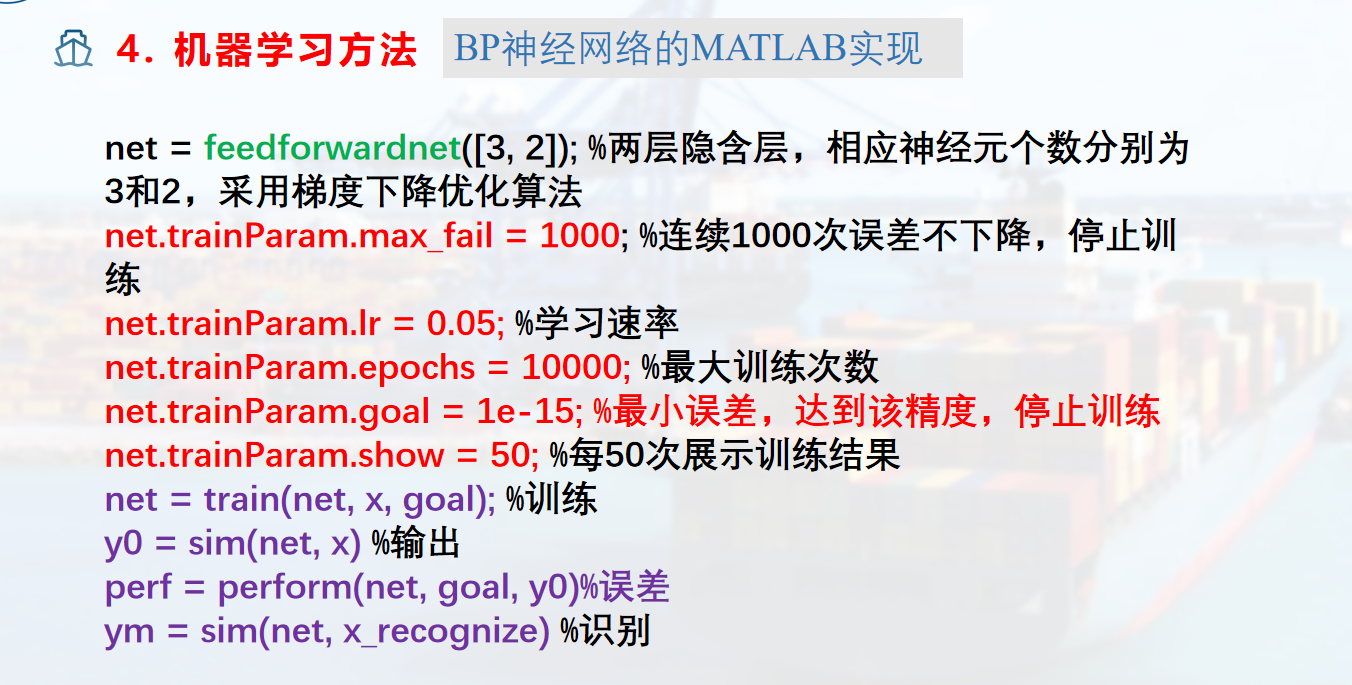 4. 机器学习方法 BP神经网络的MATLAB实现
net = feedforwardnet([3, 2]); %两层隐含层，相应神经元个数分别为
3和2，采用梯度下降优化算法
net.trainParam.max_fail = 1000; %连续1000次误差不下降，停止训
练
net.trainParam.lr = 0.05; %学习速率
net.trainParam.epochs = 10000; %最大训练次数
net.trainParam.goal = 1e-15; %最小误差，达到该精度，停止训练
net.trainParam.show = 50; %每50次展示训练结果
net = train(net, x, goal); %训练
y0 = sim(net, x) %输出
perf = perform(net, goal, y0)%误差
ym = sim(net, x_recognize) %识别